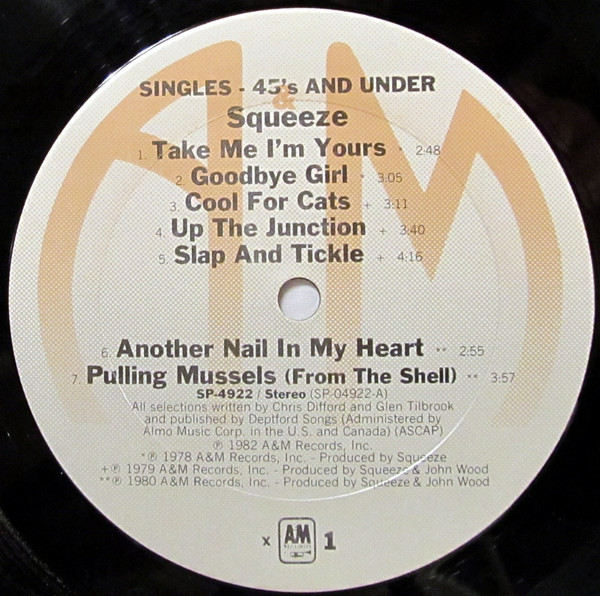 SINGLES - 45's AND UNDER
&
Squeeze
1. Take Me I'm Yours * 2:48
2. Goodbye Girl * 3:05
3. Cool For Cats + 3:11
4. Up The Junction + 3:40
5. Slap And Tickle + 4:16
6. Another Nail In My Heart ** 2:55
7. Pulling Mussels (From The Shell) ** 3:57
SP-4922 / Stereo (SP-04922-A)
All selections written by Chris Difford and Glen Tilbrook
and published by Deptford Songs (Administered by
Almo Music Corp. in the U.S. and Canada) (ASCAP)
℗ 1982 A&M Records, Inc.
*℗ 1978 A&M Records, Inc. - Produced by Squeeze
+℗ 1979 A&M Records, Inc. - Produced by Squeeze & John Wood
**℗ 1980 A&M Records, Inc. - Produced by Squeeze & John Wood
x AM RECORDS 1
A&M